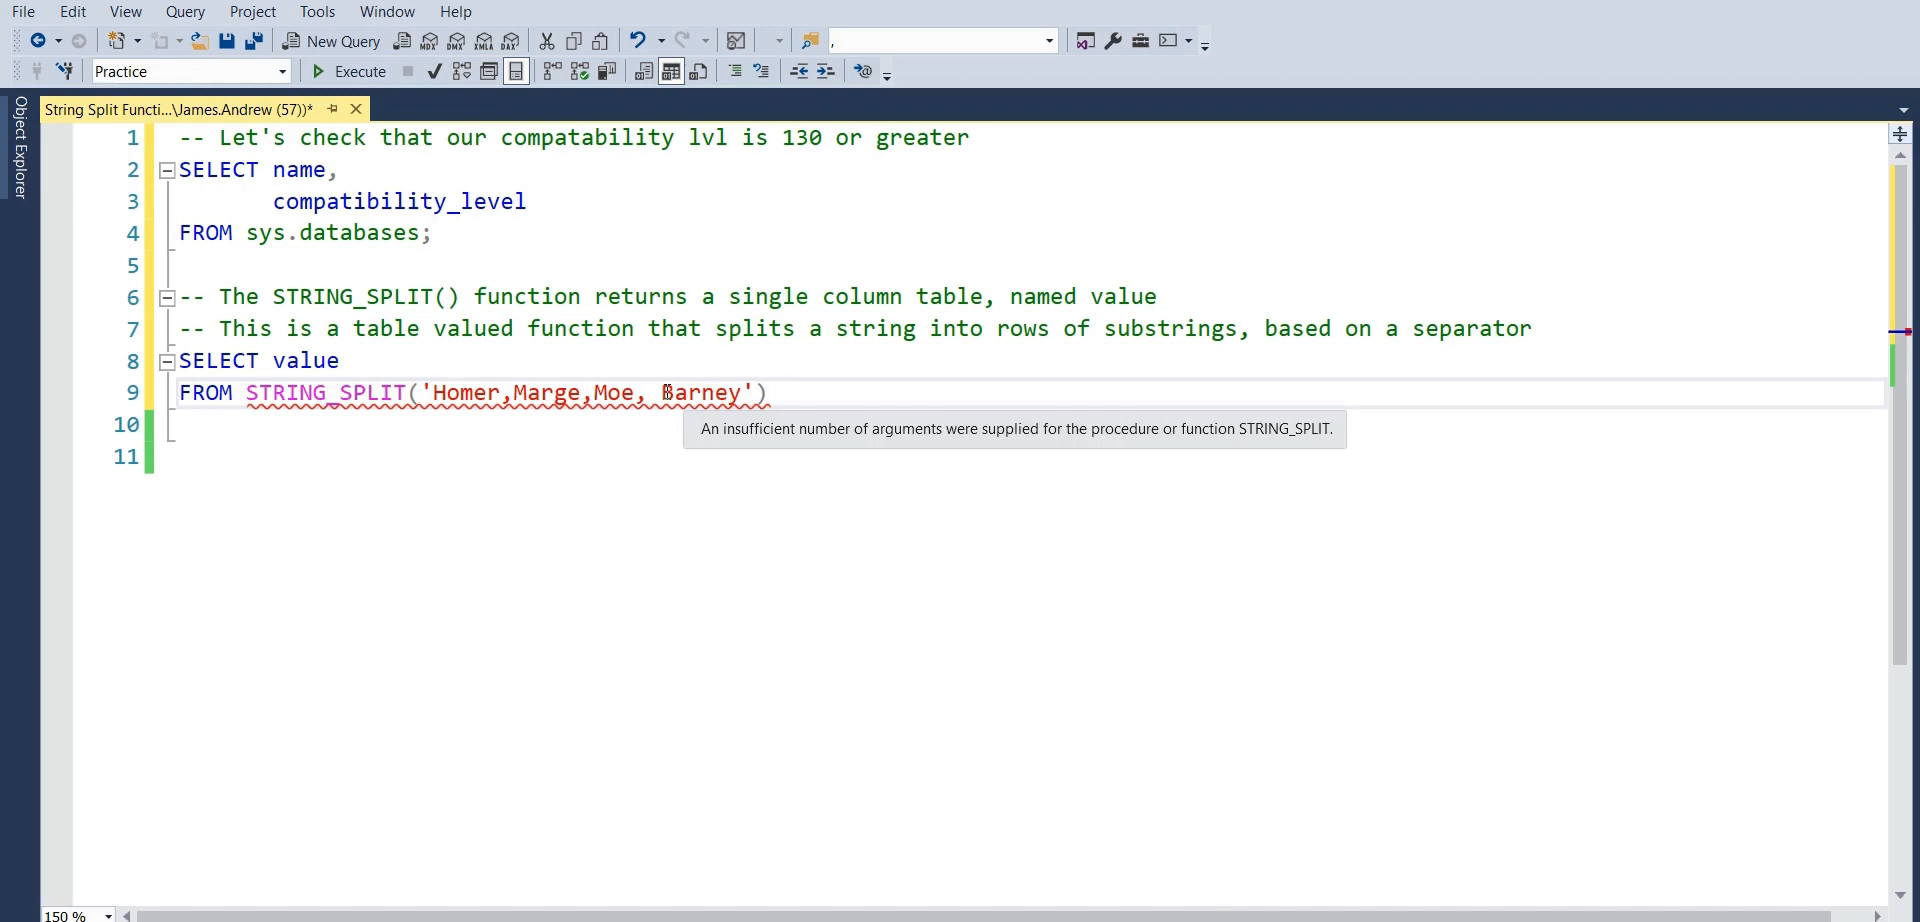 File Edit View Query Project Tools Window Help
New Query MDX DMX XMLA DAX ,
Practice Execute
Object Explorer
String Split Functi...\James.Andrew (57))*
1 -- Let's check that our compatability lvl is 130 or greater
2 SELECT name,
3 compatibility_level
4 FROM sys.databases;
5
6 -- The STRING_SPLIT() function returns a single column table, named value
7 -- This is a table valued function that splits a string into rows of substrings, based on a separator
8 SELECT value
9 FROM STRING_SPLIT('Homer,Marge,Moe, Barney')
10
An insufficient number of arguments were supplied for the procedure or function STRING_SPLIT.
11
150 %